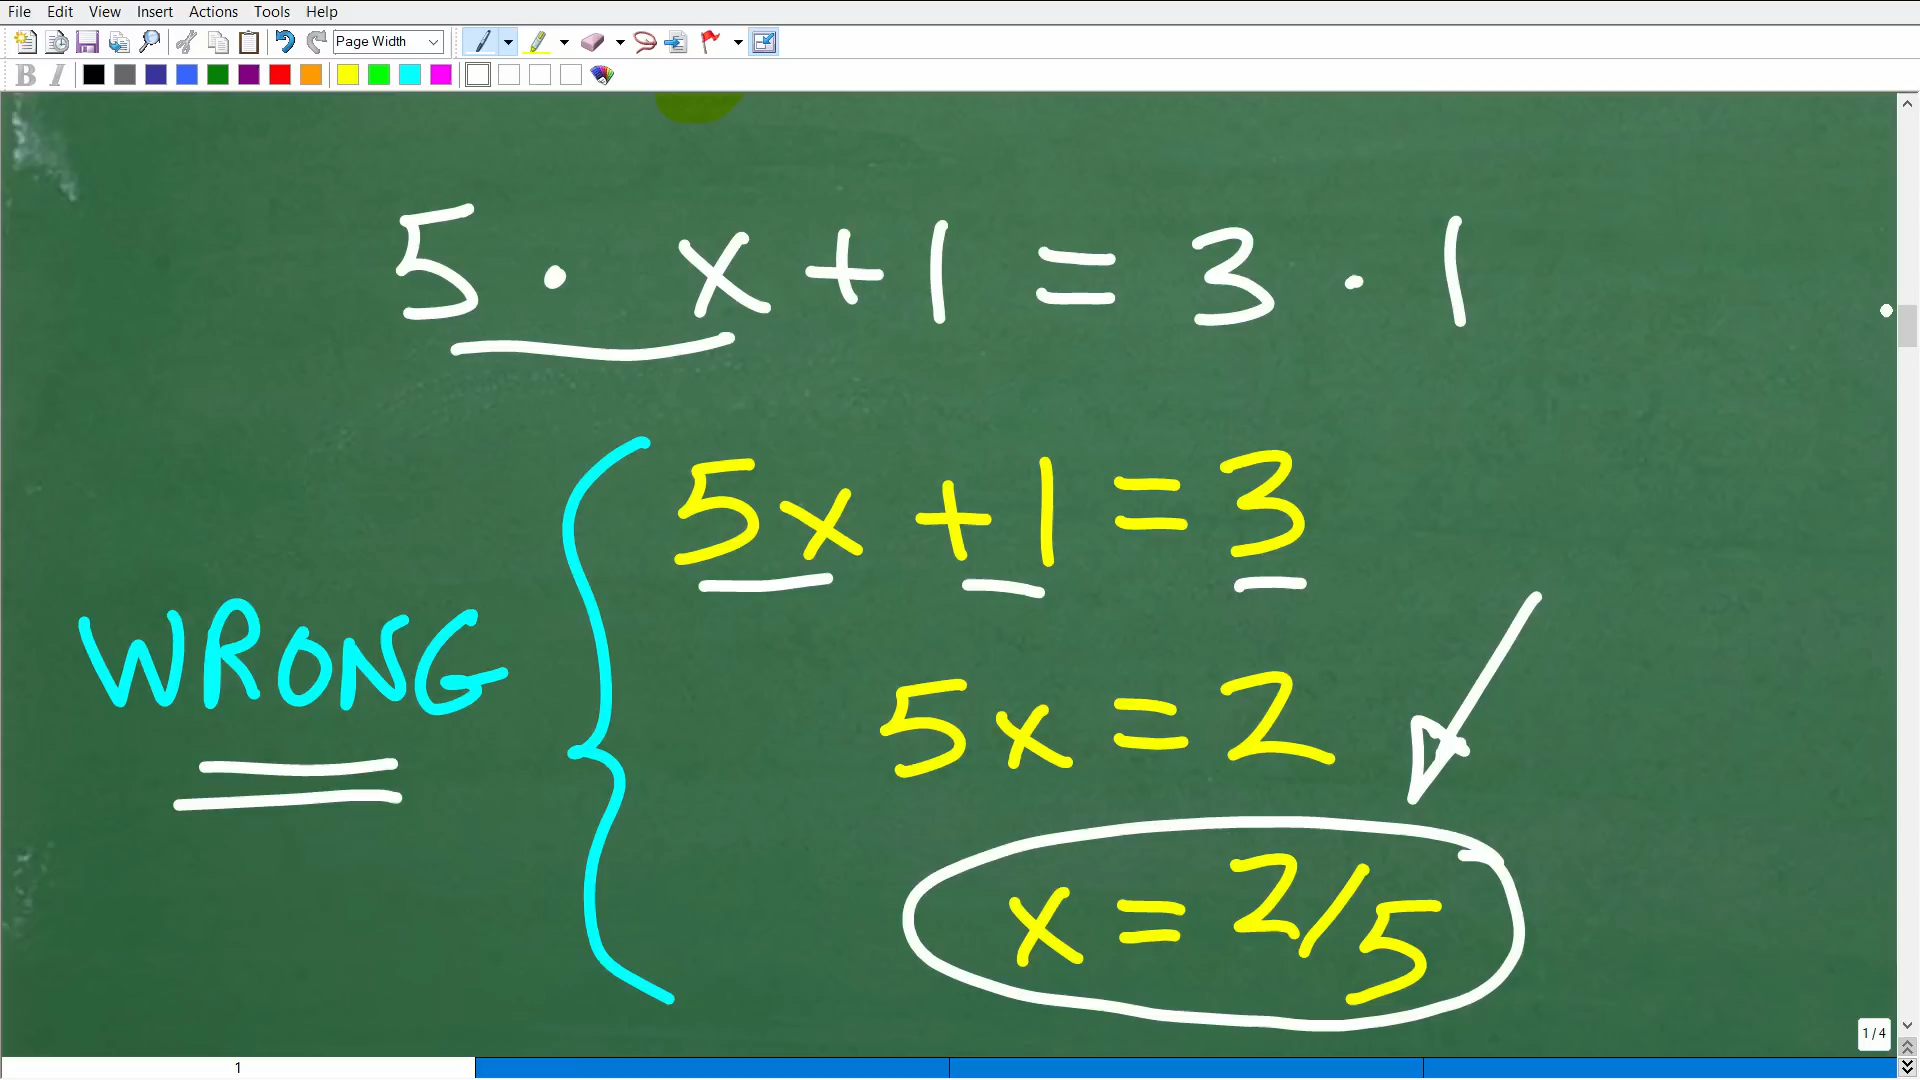 File Edit View Insert Actions Tools Help
Page Width
B I
5 · x + 1 = 3 · 1
5x + 1 = 3
WRONG
5x = 2
x = 2/5
1 / 4
1